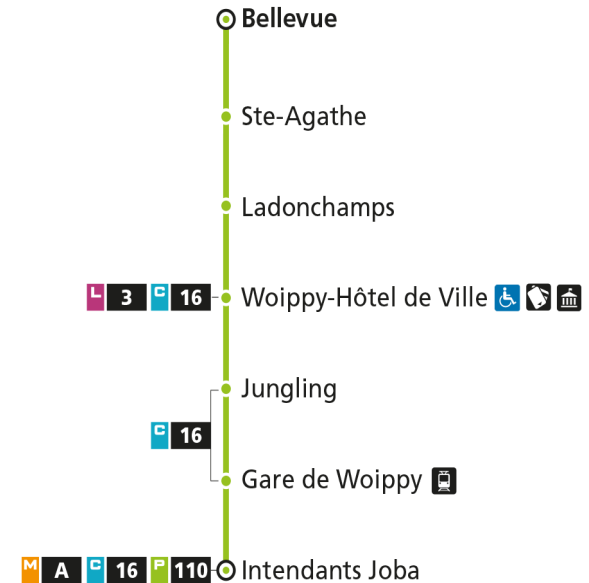 Bellevue
Ste-Agathe
Ladonchamps
L 3 C 16 Woippy-Hôtel de Ville
Jungling
C 16
Gare de Woippy
M A C 16 P 110 Intendants Joba